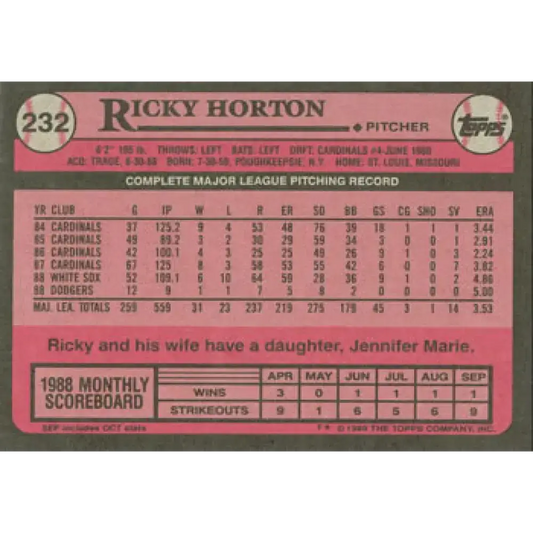 232
RICKY HORTON
PITCHER
Topps®
6'2" 195 lb. THROWS: LEFT BATS: LEFT DRFT: CARDINALS #4-JUNE 1980
ACQ: TRADE, 8-30-88 BORN: 7-30-59, POUGHKEEPSIE, N.Y. HOME: ST. LOUIS, MISSOURI
COMPLETE MAJOR LEAGUE PITCHING RECORD
YR CLUB G IP W L R ER SO BB GS CG SHO SV ERA
84 CARDINALS 37 125.2 9 4 53 48 76 39 18 1 1 1 3.44
85 CARDINALS 49 89.2 3 2 30 29 59 34 3 0 0 1 2.91
86 CARDINALS 42 100.1 4 3 25 25 49 26 9 1 0 3 2.24
87 CARDINALS 67 125 8 3 58 53 55 42 6 0 0 7 3.82
88 WHITE SOX 52 109.1 6 10 64 59 28 36 9 1 0 2 4.86
88 DODGERS 12 9 1 1 7 5 8 2 0 0 0 0 5.00
MAJ. LEA. TOTALS 259 559 31 23 237 219 275 179 45 3 1 14 3.53
Ricky and his wife have a daughter, Jennifer Marie.
1988 MONTHLY SCOREBOARD
APR MAY JUN JUL AUG SEP
WINS 3 0 1 1 1 1
STRIKEOUTS 9 1 6 5 6 9
SEP includes OCT stats
F* © 1989 THE TOPPS COMPANY, INC.